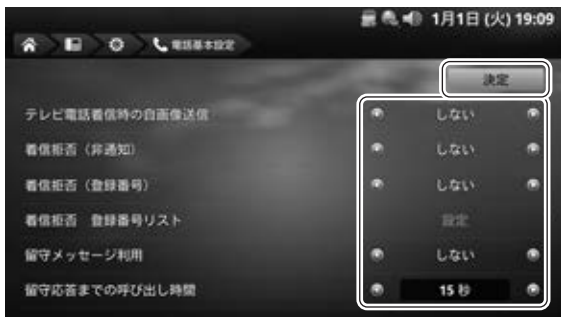 1月1日 (火) 19:09
電話基本設定
決定
テレビ電話着信時の自画像送信 しない
着信拒否（非通知） しない
着信拒否（登録番号） しない
着信拒否 登録番号リスト 設定
留守メッセージ利用 しない
留守応答までの呼び出し時間 15 秒